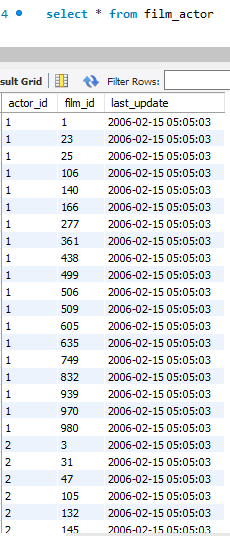 4 select * from film_actor
sult Grid Filter Rows:
actor_id film_id last_update
1 1 2006-02-15 05:05:03
1 23 2006-02-15 05:05:03
1 25 2006-02-15 05:05:03
1 106 2006-02-15 05:05:03
1 140 2006-02-15 05:05:03
1 166 2006-02-15 05:05:03
1 277 2006-02-15 05:05:03
1 361 2006-02-15 05:05:03
1 438 2006-02-15 05:05:03
1 499 2006-02-15 05:05:03
1 506 2006-02-15 05:05:03
1 509 2006-02-15 05:05:03
1 605 2006-02-15 05:05:03
1 635 2006-02-15 05:05:03
1 749 2006-02-15 05:05:03
1 832 2006-02-15 05:05:03
1 939 2006-02-15 05:05:03
1 970 2006-02-15 05:05:03
1 980 2006-02-15 05:05:03
2 3 2006-02-15 05:05:03
2 31 2006-02-15 05:05:03
2 47 2006-02-15 05:05:03
2 105 2006-02-15 05:05:03
2 132 2006-02-15 05:05:03
2 145 2006-02-15 05:05:03